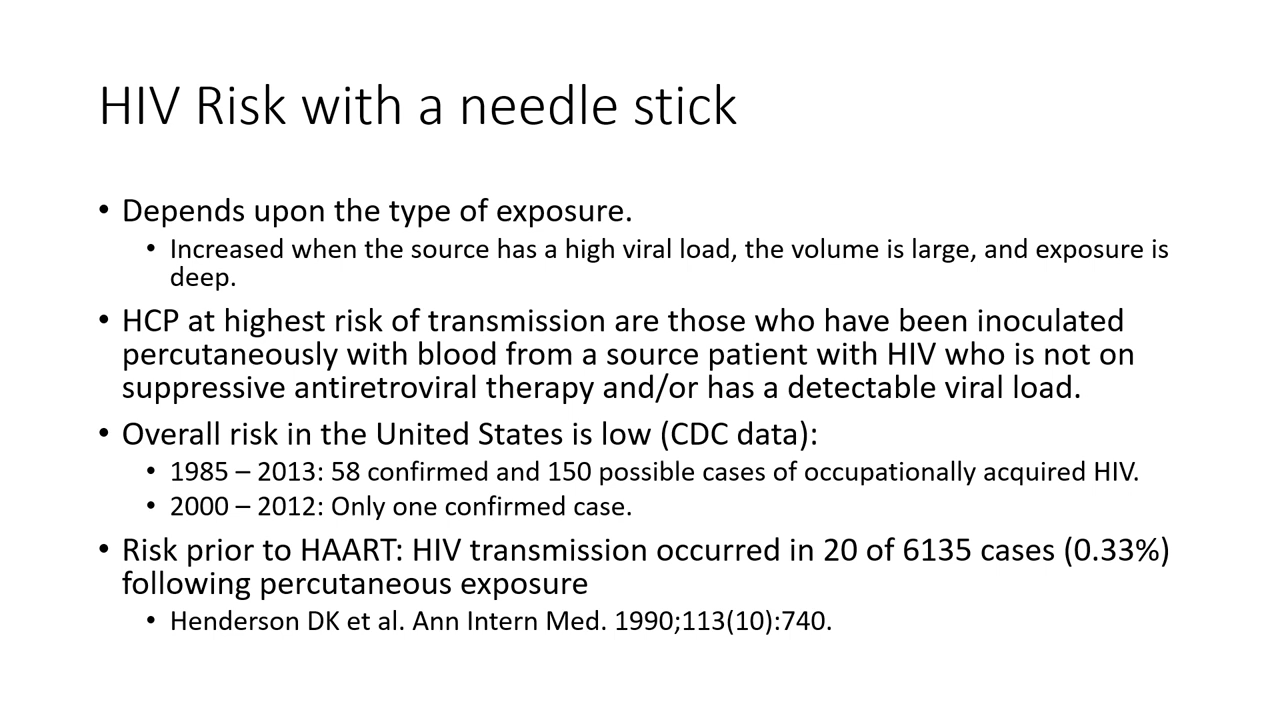 HIV Risk with a needle stick
• Depends upon the type of exposure.
• Increased when the source has a high viral load, the volume is large, and exposure is
deep.
• HCP at highest risk of transmission are those who have been inoculated
percutaneously with blood from a source patient with HIV who is not on
suppressive antiretroviral therapy and/or has a detectable viral load.
• Overall risk in the United States is low (CDC data):
• 1985 – 2013: 58 confirmed and 150 possible cases of occupationally acquired HIV.
• 2000 – 2012: Only one confirmed case.
• Risk prior to HAART: HIV transmission occurred in 20 of 6135 cases (0.33%)
following percutaneous exposure
• Henderson DK et al. Ann Intern Med. 1990;113(10):740.